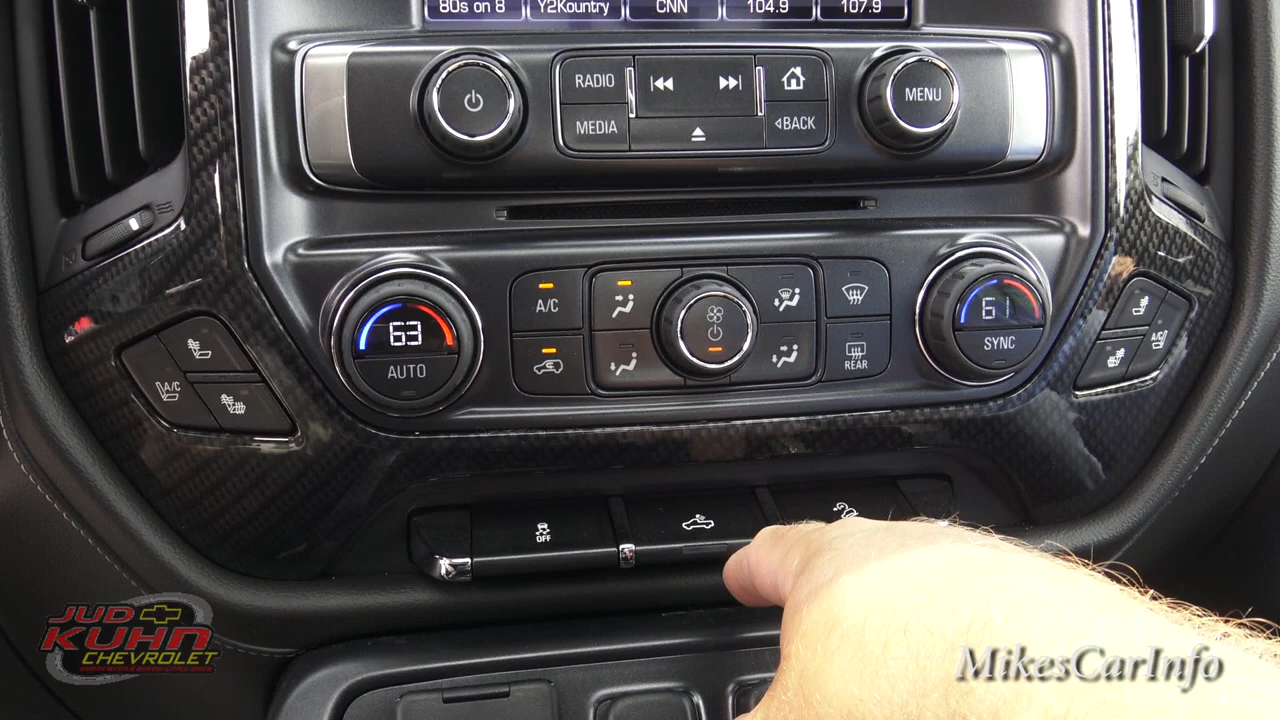 80s on 8 Y2Kountry CNN 104.9 107.9
RADIO
MEDIA
BACK
MENU
63
AUTO
A/C
REAR
61
SYNC
A/C
A/C
OFF
JUD
KUHN
CHEVROLET
MikesCarInfo